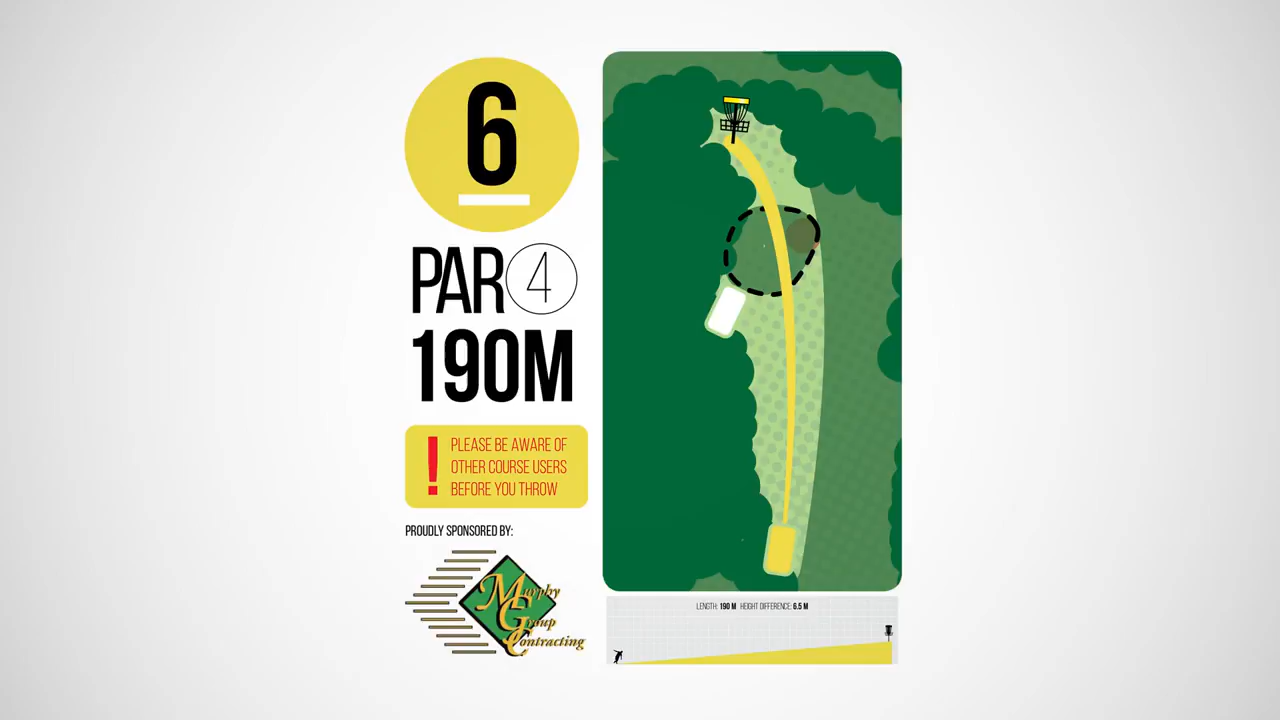 6
PAR 4
190M
! PLEASE BE AWARE OF
OTHER COURSE USERS
BEFORE YOU THROW
PROUDLY SPONSORED BY:
Murphy
Group
Contracting
LENGTH: 190 M HEIGHT DIFFERENCE: 6.5 M